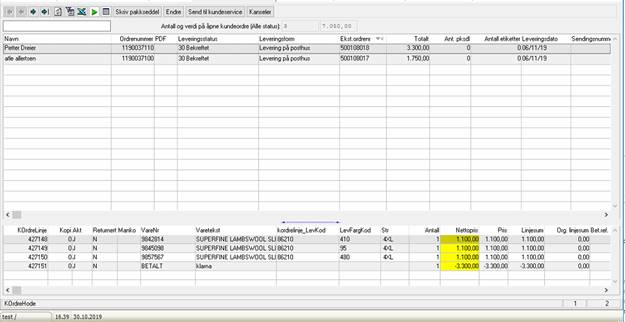 Skriv pakkseddel Endre Send til kundeservice Kanseler
Antall og verdi på åpne kundeordre (Alle status): 3 7.050,00
Navn Ordrenummer PDF Leveringsstatus Leveringsform Ekst.ordrenr Totalt Ant. pksdl Antall etiketter Leveringsdato Sendingsnumme
Petter Dreier 1190037110 30 Bekreftet Levering på posthus 500108018 3.300,00 0 0 06/11/19
atle allertsen 1190037100 30 Bekreftet Levering på posthus 500108017 1.750,00 0 0 06/11/19
KOrdreLinje Kopi Akt Returnert Manko VareNr Varetekst kordrelinje_LevKod LevFargKod Str Antall Nettopris Pris Linjesum Org. linjesum Bet.ref.
427148 0 J N 9842814 SUPERFINE LAMBSWOOL SLI 86210 410 4XL 1 1.100,00 1.100,00 1.100,00 0,00
427149 0 J N 9845098 SUPERFINE LAMBSWOOL SLI 86210 95 4XL 1 1.100,00 1.100,00 1.100,00 0,00
427150 0 J N 9857567 SUPERFINE LAMBSWOOL SLI 86210 480 4XL 1 1.100,00 1.100,00 1.100,00 0,00
427151 0 J N BETALT klarna 1 -3.300,00 -3.300,00 -3.300,00 0,00
KOrdreHode 1 2
test / 16.39 30.10.2019